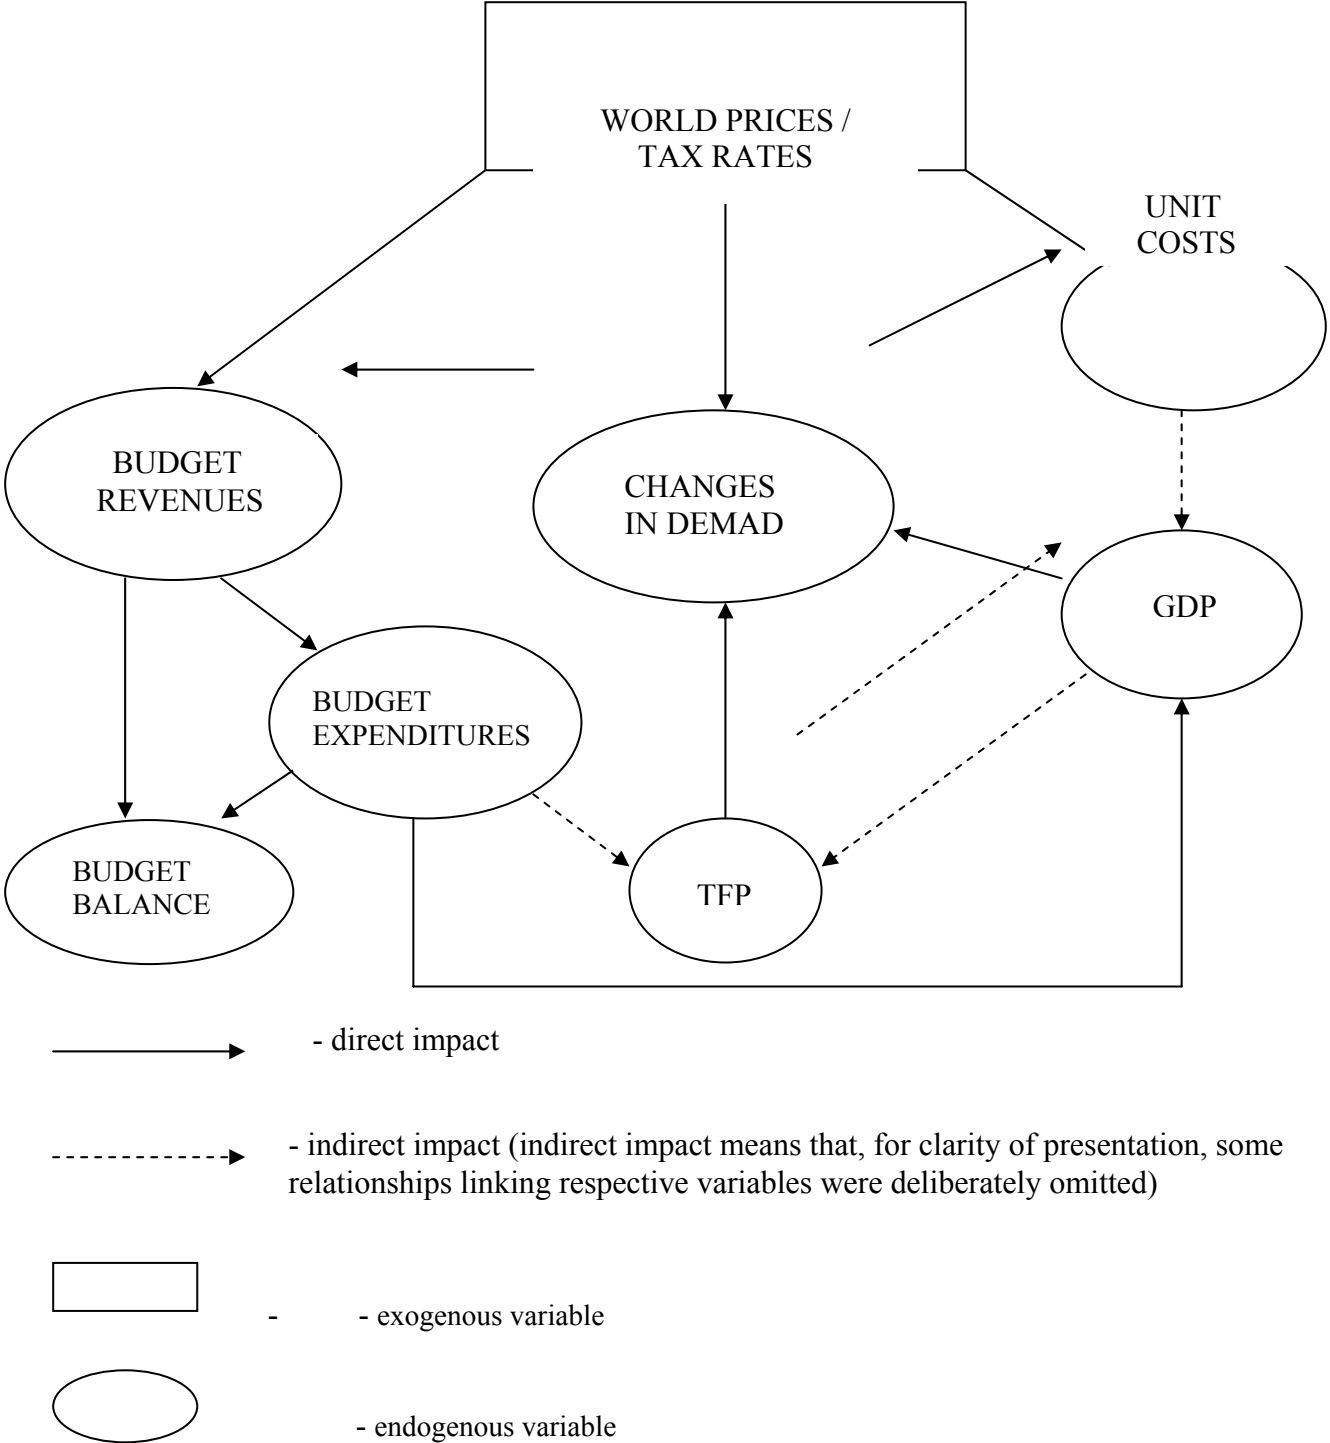 WORLD PRICES /
TAX RATES
UNIT
COSTS
BUDGET
REVENUES
CHANGES
IN DEMAD
GDP
BUDGET
EXPENDITURES
BUDGET
BALANCE
TFP
- direct impact
- indirect impact (indirect impact means that, for clarity of presentation, some
relationships linking respective variables were deliberately omitted)
- - exogenous variable
- endogenous variable